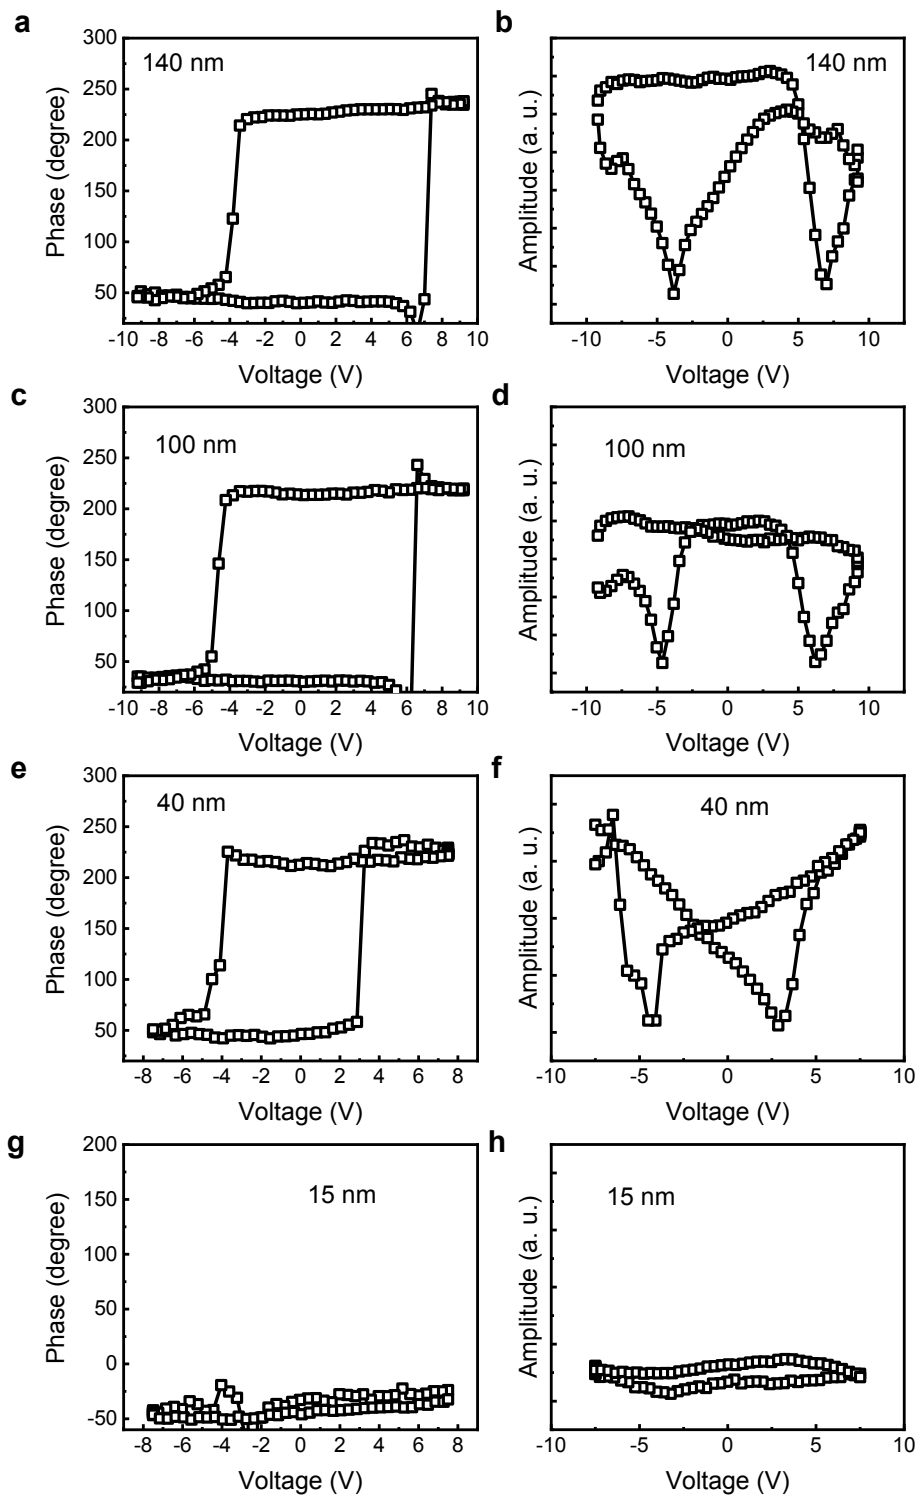 a
300
250
200
150
100
50
Phase (degree)
140 nm
-10 -8 -6 -4 -2 0 2 4 6 8 10
Voltage (V)
b
Amplitude (a. u.)
140 nm
-10 -5 0 5 10
Voltage (V)
c
300
250
200
150
100
50
Phase (degree)
100 nm
-10 -8 -6 -4 -2 0 2 4 6 8 10
Voltage (V)
d
Amplitude (a. u.)
100 nm
-10 -5 0 5 10
Voltage (V)
e
300
250
200
150
100
50
Phase (degree)
40 nm
-8 -6 -4 -2 0 2 4 6 8
Voltage (V)
f
Amplitude (a. u.)
40 nm
-10 -5 0 5 10
Voltage (V)
g
200
150
100
50
0
-50
Phase (degree)
15 nm
-8 -6 -4 -2 0 2 4 6 8
Voltage (V)
h
Amplitude (a. u.)
15 nm
-10 -5 0 5 10
Voltage (V)